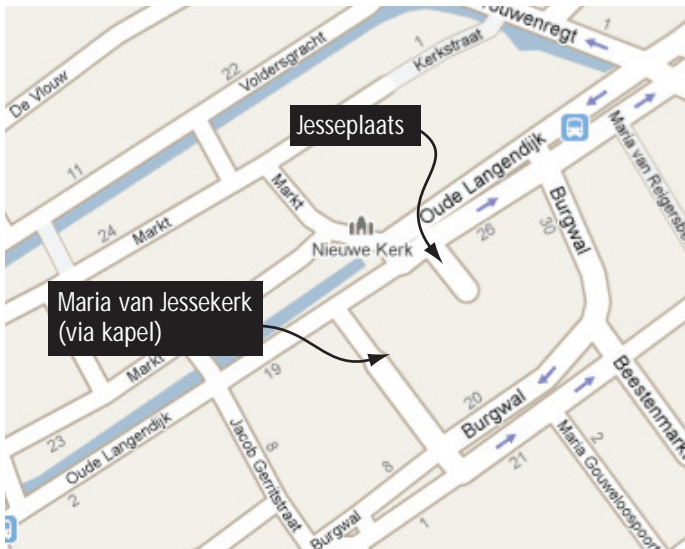 ouwenregt
1
De Vlouw
22
Voldersgracht
1
Kerkstraat
Jesseplaats
Maria van Reigersbe
11
Markt
Oude Langendijk
Burgwal
24
Markt
Nieuwe Kerk
26
30
Maria van Jessekerk
(via kapel)
Markt
19
20
Burgwal
Beestenmarkt
23
Oude Langendijk
Jacob Gerritstraat
8
8
2
21
Maria Gouweloospoort
2
Burgwal
1